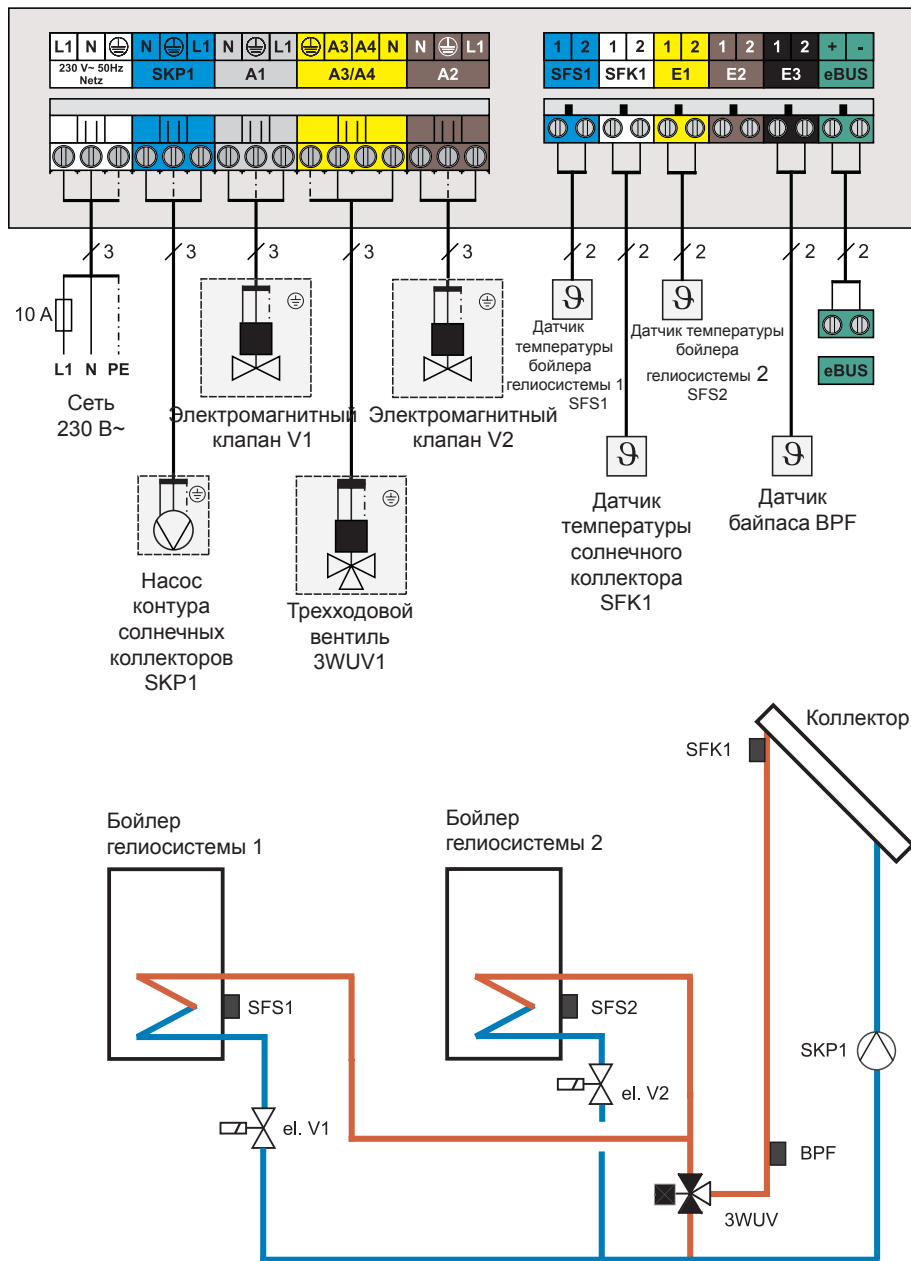 L1 N N L1 N L1 A3 A4 N N L1
230 V~ 50Hz
Netz
SKP1 A1 A3/A4 A2
1 2 1 2 1 2 1 2 1 2 + -
SFS1 SFK1 E1 E2 E3 eBUS
3 3 3 3 3 2 2 2 2 2
10 A
L1 N PE
Сеть
230 В~
Электромагнитный
клапан V1
Электромагнитный
клапан V2
Датчик
температуры
бойлера
гелиосистемы 1
SFS1
Датчик температуры
бойлера
гелиосистемы 2
SFS2
eBUS
Насос
контура
солнечных
коллекторов
SKP1
Трехходовой
вентиль
3WUV1
Датчик
температуры
солнечного
коллектора
SFK1
Датчик
байпаса BPF
Коллектор
SFK1
Бойлер
гелиосистемы 1
Бойлер
гелиосистемы 2
SFS1
SFS2
SKP1
el. V1
el. V2
BPF
3WUV